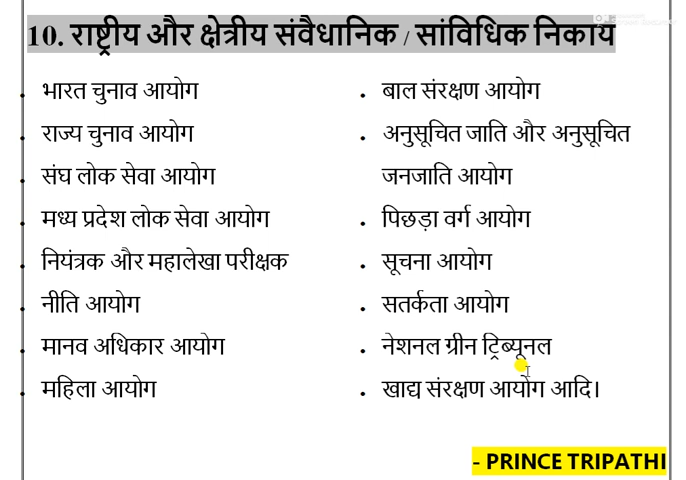 10. राष्ट्रीय और क्षेत्रीय संवैधानिक / सांविधिक निकाय
. भारत चुनाव आयोग
. राज्य चुनाव आयोग
. संघ लोक सेवा आयोग
. मध्य प्रदेश लोक सेवा आयोग
. नियंत्रक और महालेखा परीक्षक
. नीति आयोग
. मानव अधिकार आयोग
. महिला आयोग
. बाल संरक्षण आयोग
. अनुसूचित जाति और अनुसूचित
जनजाति आयोग
. पिछड़ा वर्ग आयोग
. सूचना आयोग
. सतर्कता आयोग
. नेशनल ग्रीन ट्रिब्यूनल
. खाद्य संरक्षण आयोग आदि।
- PRINCE TRIPATHI